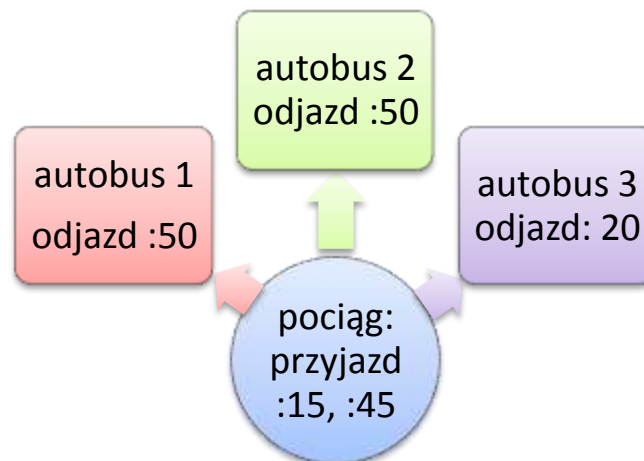 autobus 2
odjazd :50
autobus 1
odjazd :50
autobus 3
odjazd: 20
pociąg:
przyjazd
:15, :45